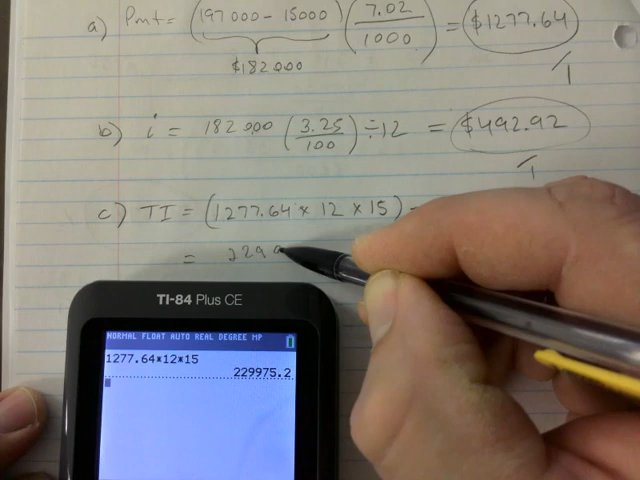 a) Pmt = (197 000 - 15000) (7.02/1000) = $1277.64
$182 000
1
b) i = 182 000 (3.25/100) ÷ 12 = $492.92
1
c) TI = (1277.64 × 12 × 15) -
= 229 9
TI-84 Plus CE
NORMAL FLOAT AUTO REAL DEGREE MP
1277.64*12*15
229975.2